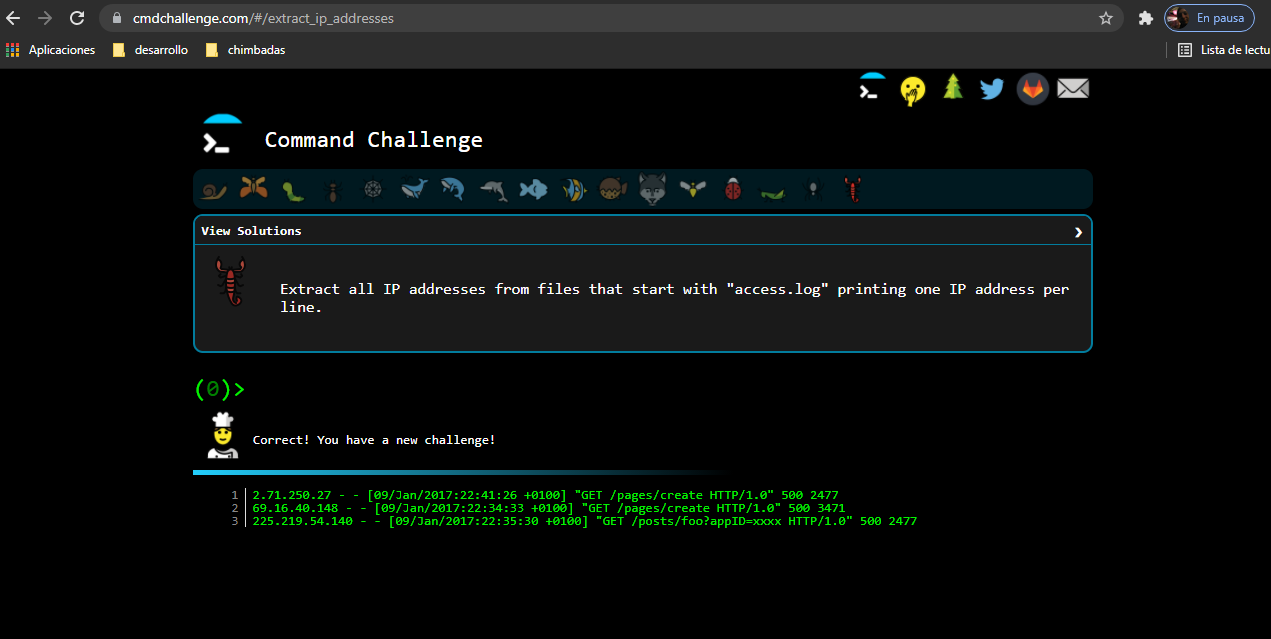 cmdchallenge.com/#/extract_ip_addresses
En pausa
Aplicaciones
desarrollo
chimbadas
Lista de lectu
Command Challenge
View Solutions
Extract all IP addresses from files that start with "access.log" printing one IP address per
line.
(0)>
Correct! You have a new challenge!
1 2.71.250.27 - - [09/Jan/2017:22:41:26 +0100] "GET /pages/create HTTP/1.0" 500 2477
2 69.16.40.148 - - [09/Jan/2017:22:34:33 +0100] "GET /pages/create HTTP/1.0" 500 3471
3 225.219.54.140 - - [09/Jan/2017:22:35:30 +0100] "GET /posts/foo?appID=xxxx HTTP/1.0" 500 2477